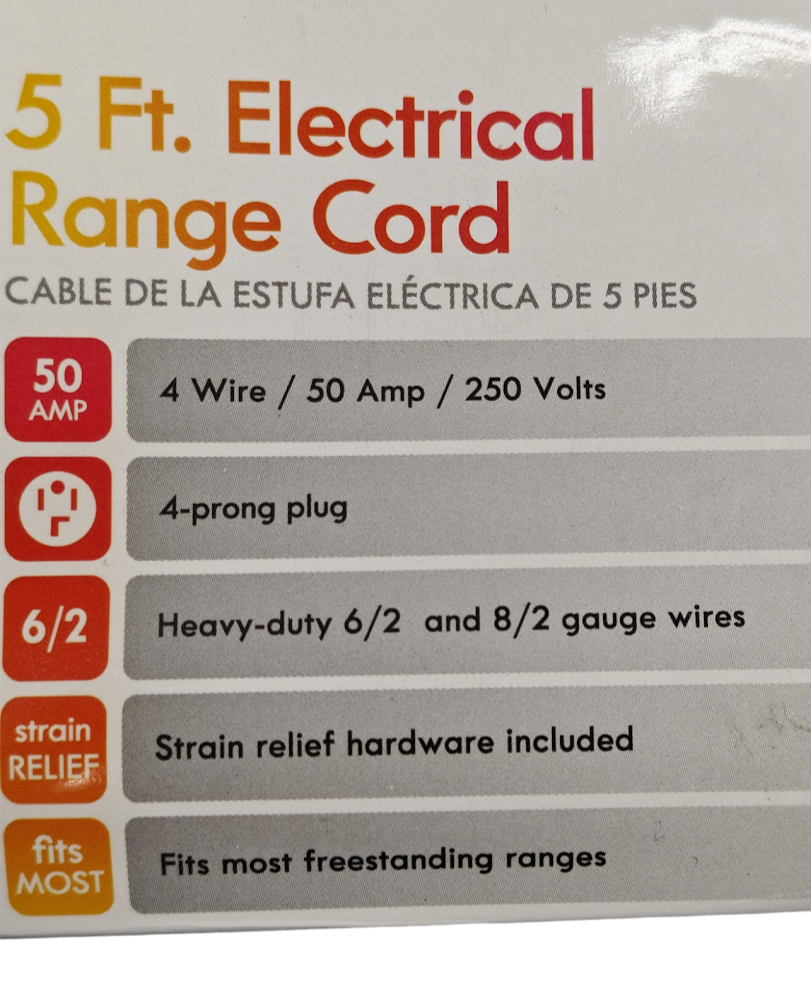 5 Ft. Electrical
Range Cord
CABLE DE LA ESTUFA ELÉCTRICA DE 5 PIES
50
AMP
4 Wire / 50 Amp / 250 Volts
4-prong plug
6/2
Heavy-duty 6/2 and 8/2 gauge wires
strain
RELIEF
Strain relief hardware included
fits
MOST
Fits most freestanding ranges